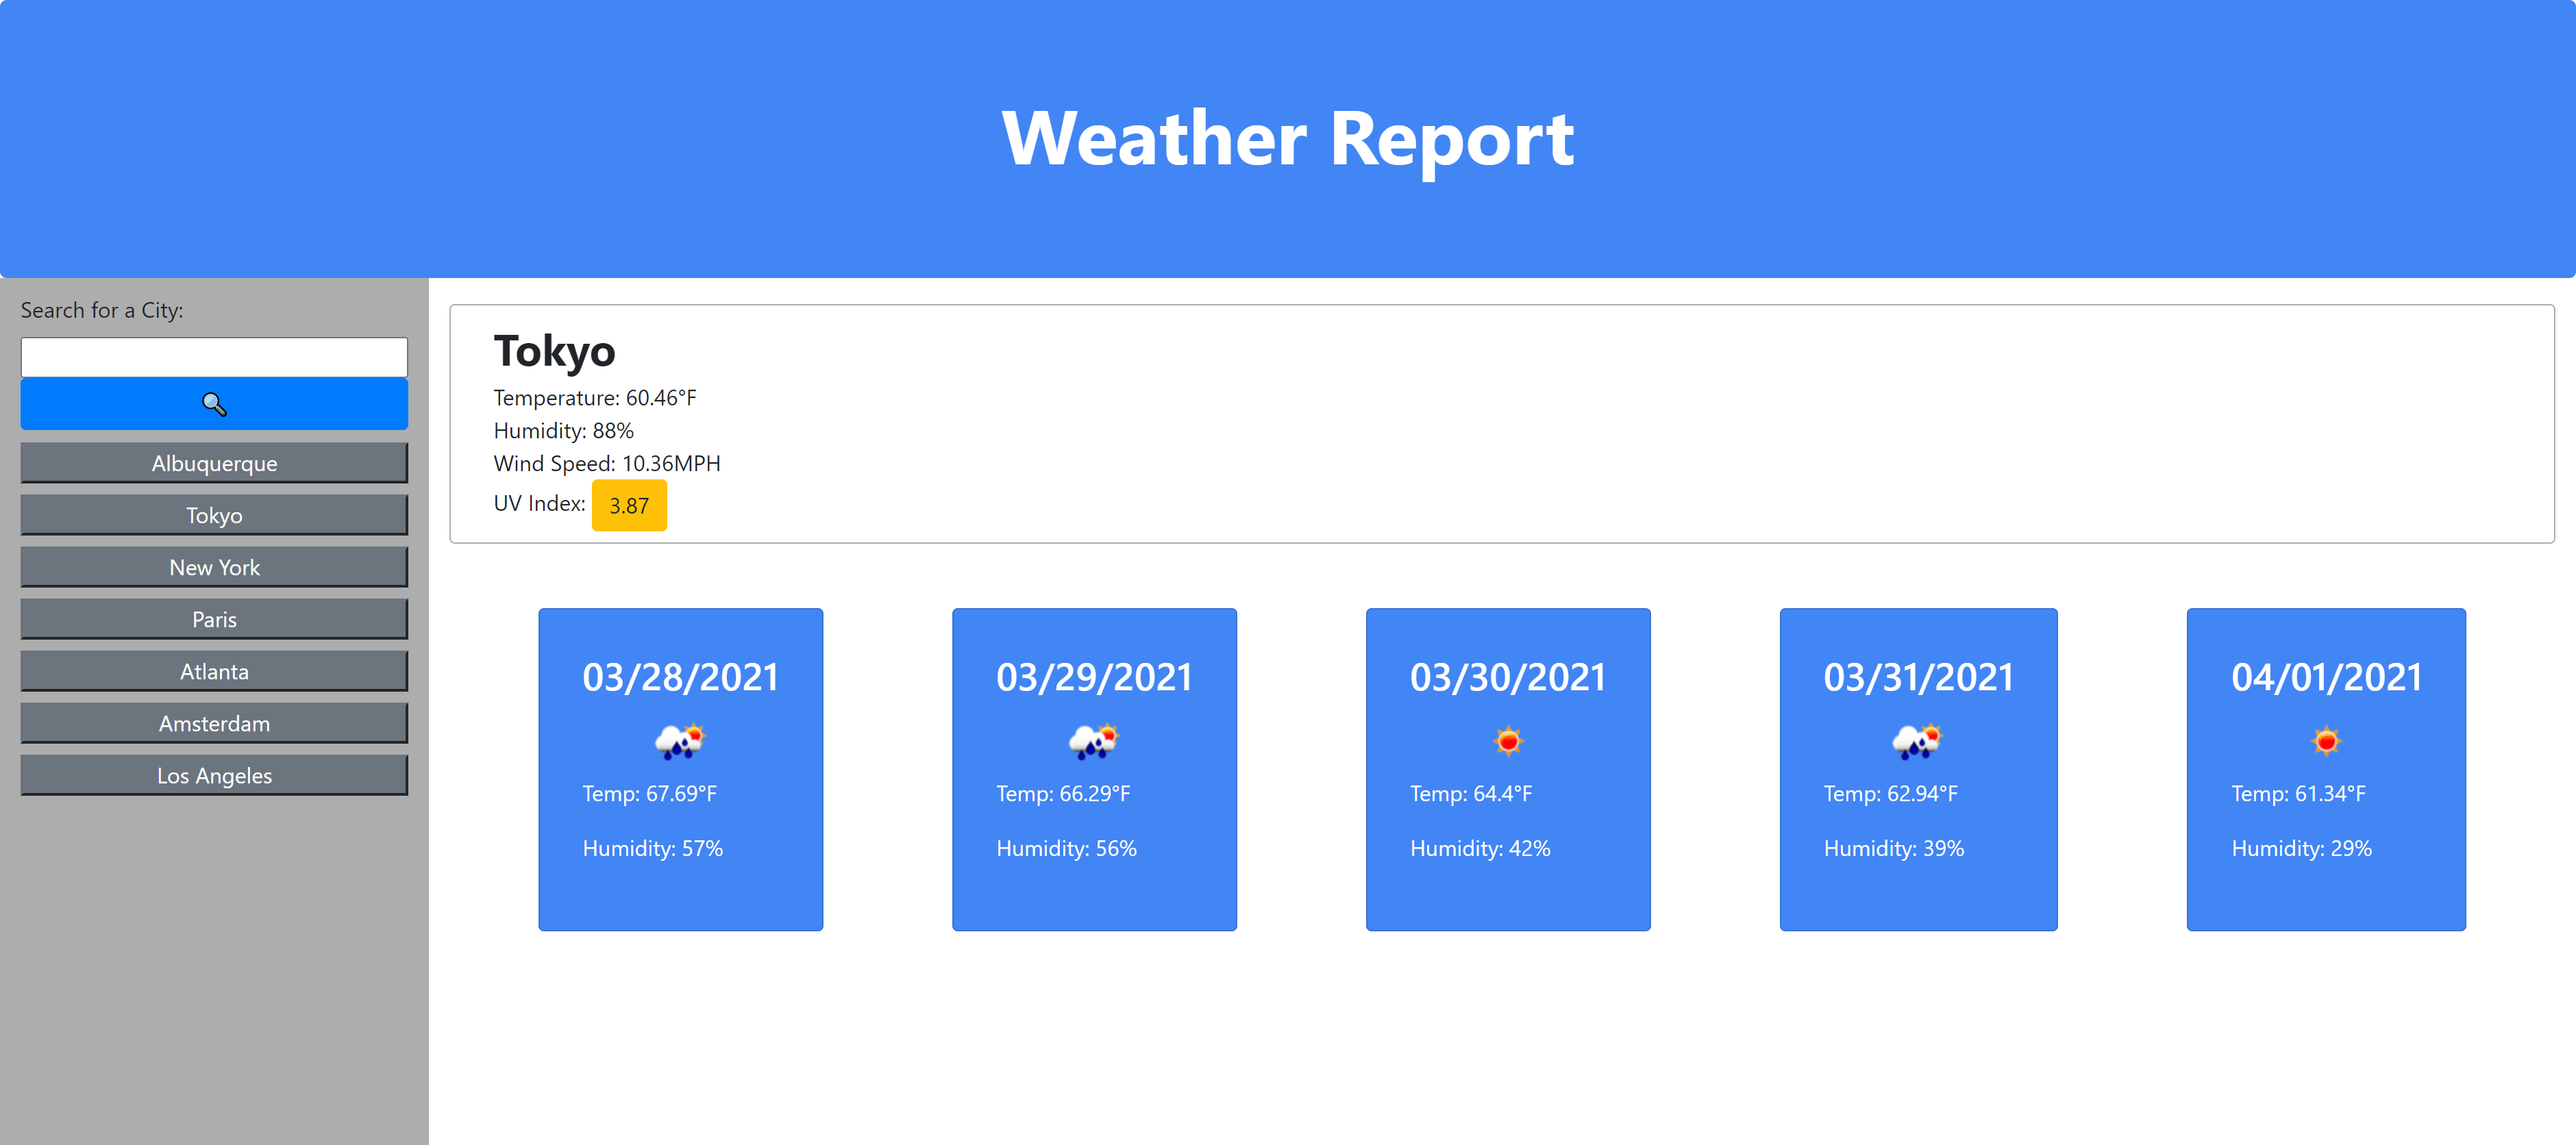 Weather Report
Search for a City:
Albuquerque
Tokyo
New York
Paris
Atlanta
Amsterdam
Los Angeles
Tokyo
Temperature: 60.46°F
Humidity: 88%
Wind Speed: 10.36MPH
UV Index: 3.87
03/28/2021
Temp: 67.69°F
Humidity: 57%
03/29/2021
Temp: 66.29°F
Humidity: 56%
03/30/2021
Temp: 64.4°F
Humidity: 42%
03/31/2021
Temp: 62.94°F
Humidity: 39%
04/01/2021
Temp: 61.34°F
Humidity: 29%